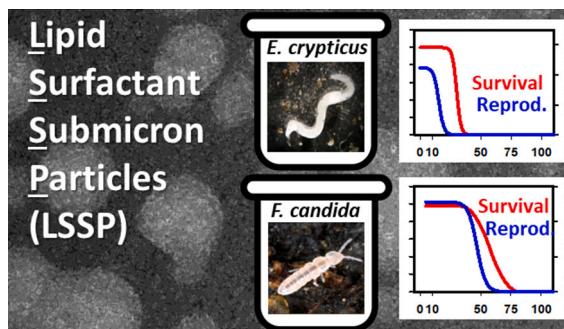 Lipid
Surfactant
Submicron
Particles
(LSSP)
E. crypticus
Survival
Reprod.
0 10 50 75 100
F. candida
Survival
Reprod.
0 10 50 75 100